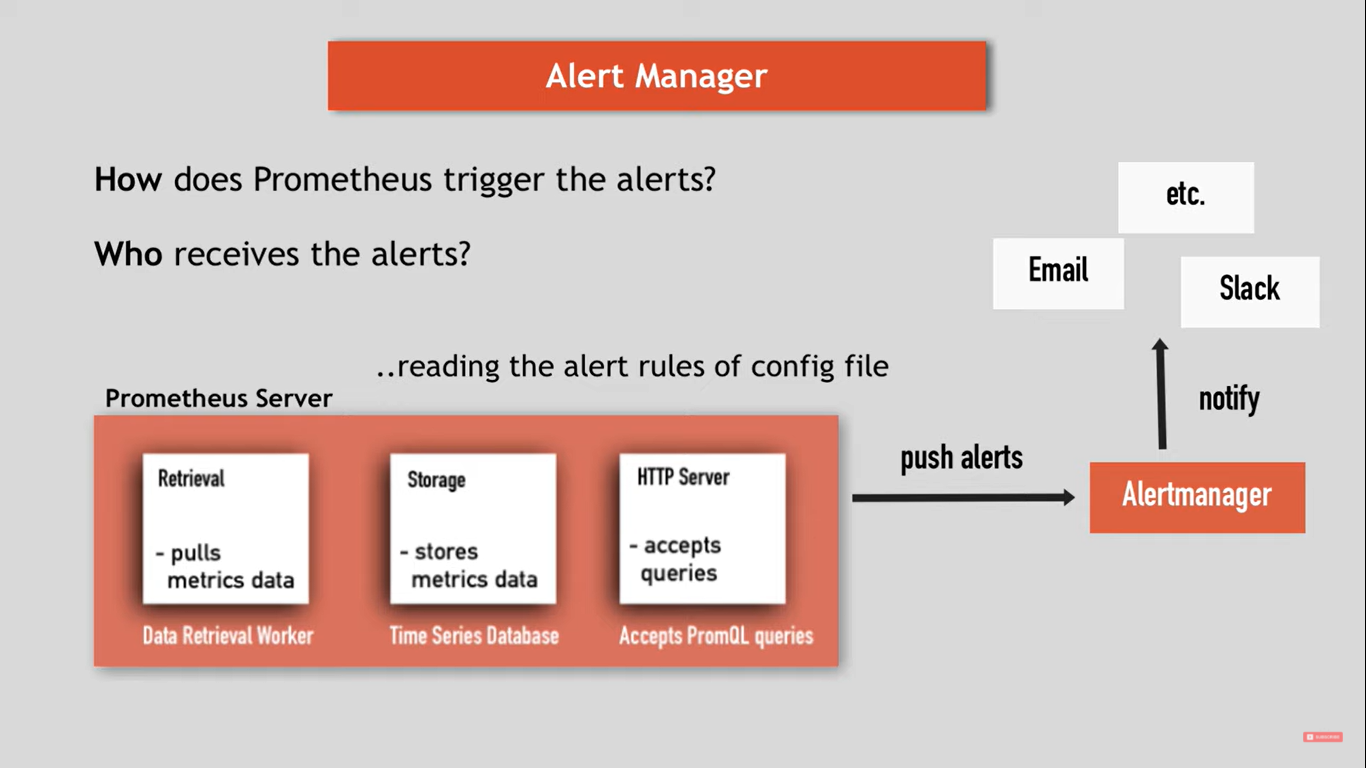 Alert Manager
How does Prometheus trigger the alerts?
Who receives the alerts?
etc.
Email
Slack
..reading the alert rules of config file
Prometheus Server
notify
push alerts
Alertmanager
Retrieval
- pulls
metrics data
Data Retrieval Worker
Storage
- stores
metrics data
Time Series Database
HTTP Server
- accepts
queries
Accepts PromQL queries
SUBSCRIBE